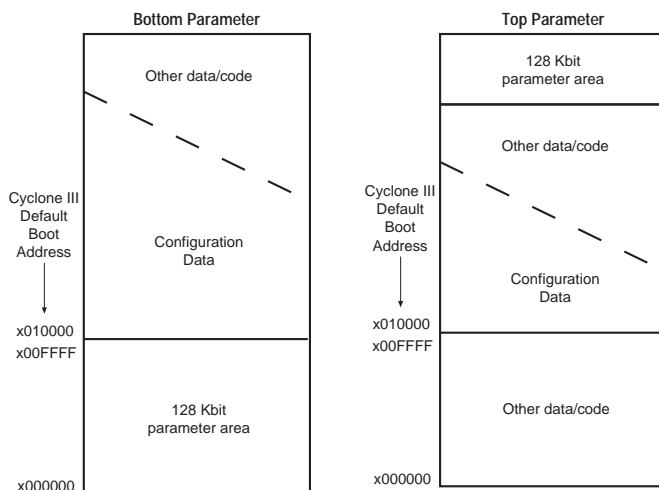 Bottom Parameter
Other data/code
Cyclone III
Default
Boot
Address
Configuration
Data
x010000
x00FFFF
128 Kbit
parameter area
x000000
Top Parameter
128 Kbit
parameter area
Other data/code
Cyclone III
Default
Boot
Address
Configuration
Data
x010000
x00FFFF
Other data/code
x000000